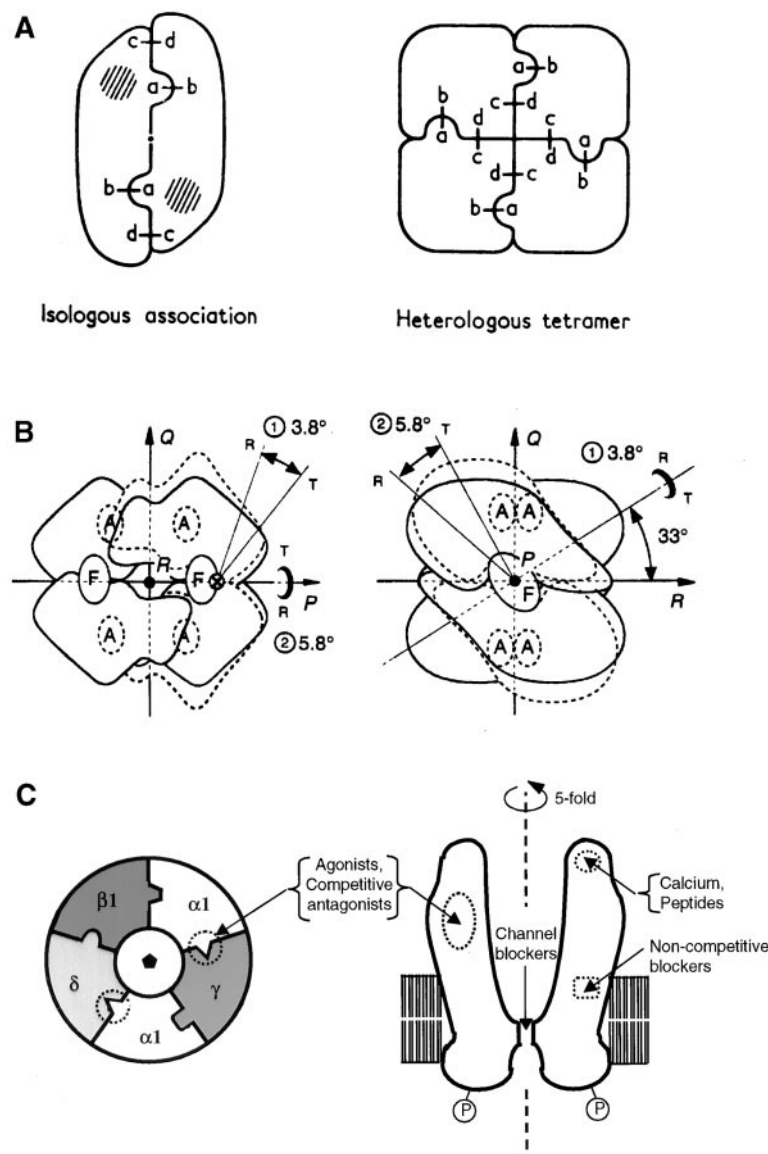 A
c d
a b
b a
d c
Isologous association
a b
c d
b d c a
a c d b
d c
b a
Heterologous tetramer
B
Q
① 3.8°
R
T
A A
R
F F
T
P
R
A A
② 5.8°
② 5.8°
T
R
Q
① 3.8°
R
T
A A
33°
P
F
R
A A
C
β1
α1
δ
γ
α1
Agonists,
Competitive
antagonists
5-fold
Channel
blockers
Calcium,
Peptides
Non-competitive
blockers
P
P